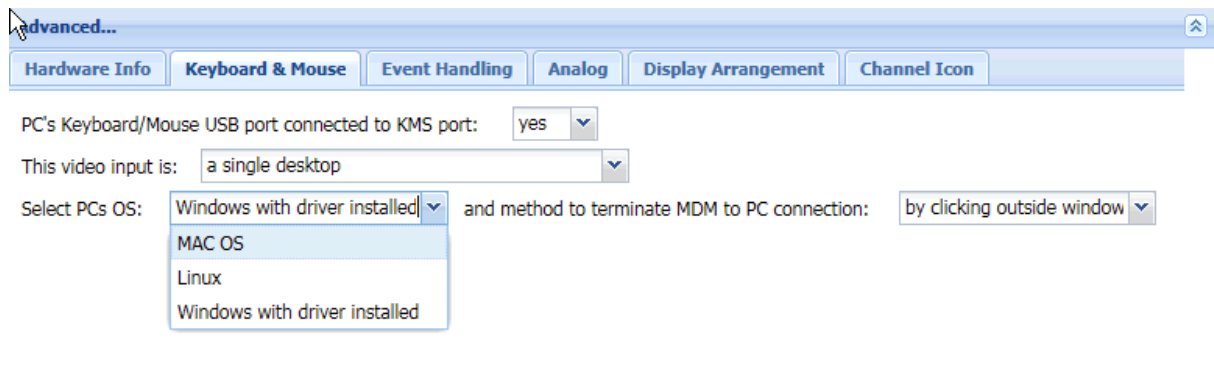 Advanced...
Hardware Info Keyboard & Mouse Event Handling Analog Display Arrangement Channel Icon
PC's Keyboard/Mouse USB port connected to KMS port: yes
This video input is: a single desktop
Select PCs OS: Windows with driver installed and method to terminate MDM to PC connection: by clicking outside window
MAC OS
Linux
Windows with driver installed